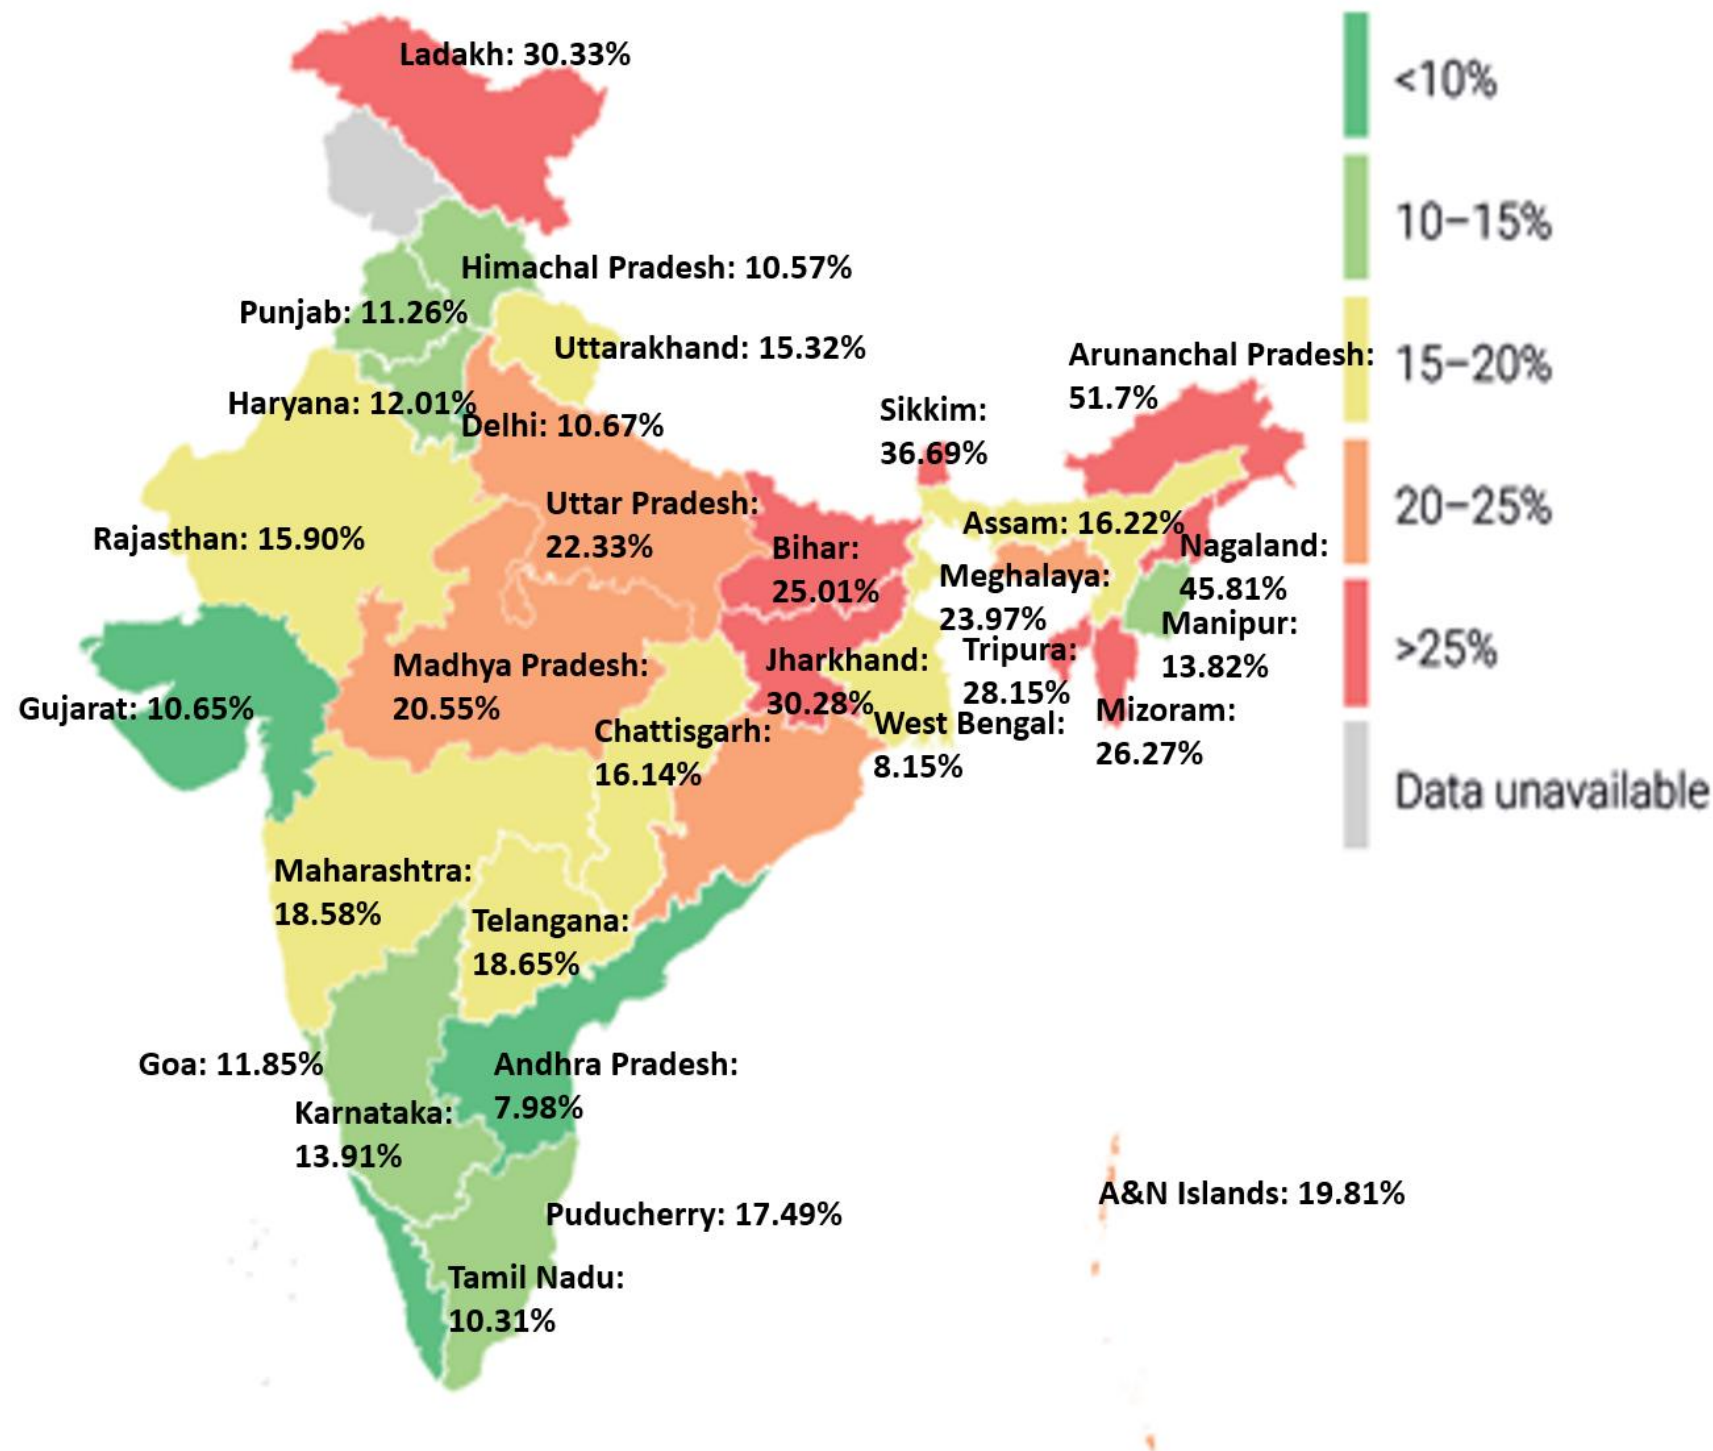 Ladakh: 30.33%
<10%
10–15%
Himachal Pradesh: 10.57%
Punjab: 11.26%
Uttarakhand: 15.32%
Arunanchal Pradesh:
51.7%
15–20%
Haryana: 12.01%
Delhi: 10.67%
Sikkim:
36.69%
Uttar Pradesh:
22.33%
20–25%
Rajasthan: 15.90%
Bihar:
25.01%
Assam: 16.22%
Nagaland:
45.81%
Meghalaya:
23.97%
Manipur:
13.82%
Tripura:
28.15%
>25%
Madhya Pradesh:
20.55%
Jharkhand:
30.28%
Gujarat: 10.65%
Chattisgarh:
16.14%
West Bengal:
8.15%
Mizoram:
26.27%
Data unavailable
Maharashtra:
18.58%
Telangana:
18.65%
Goa: 11.85%
Andhra Pradesh:
7.98%
Karnataka:
13.91%
A&N Islands: 19.81%
Puducherry: 17.49%
Tamil Nadu:
10.31%